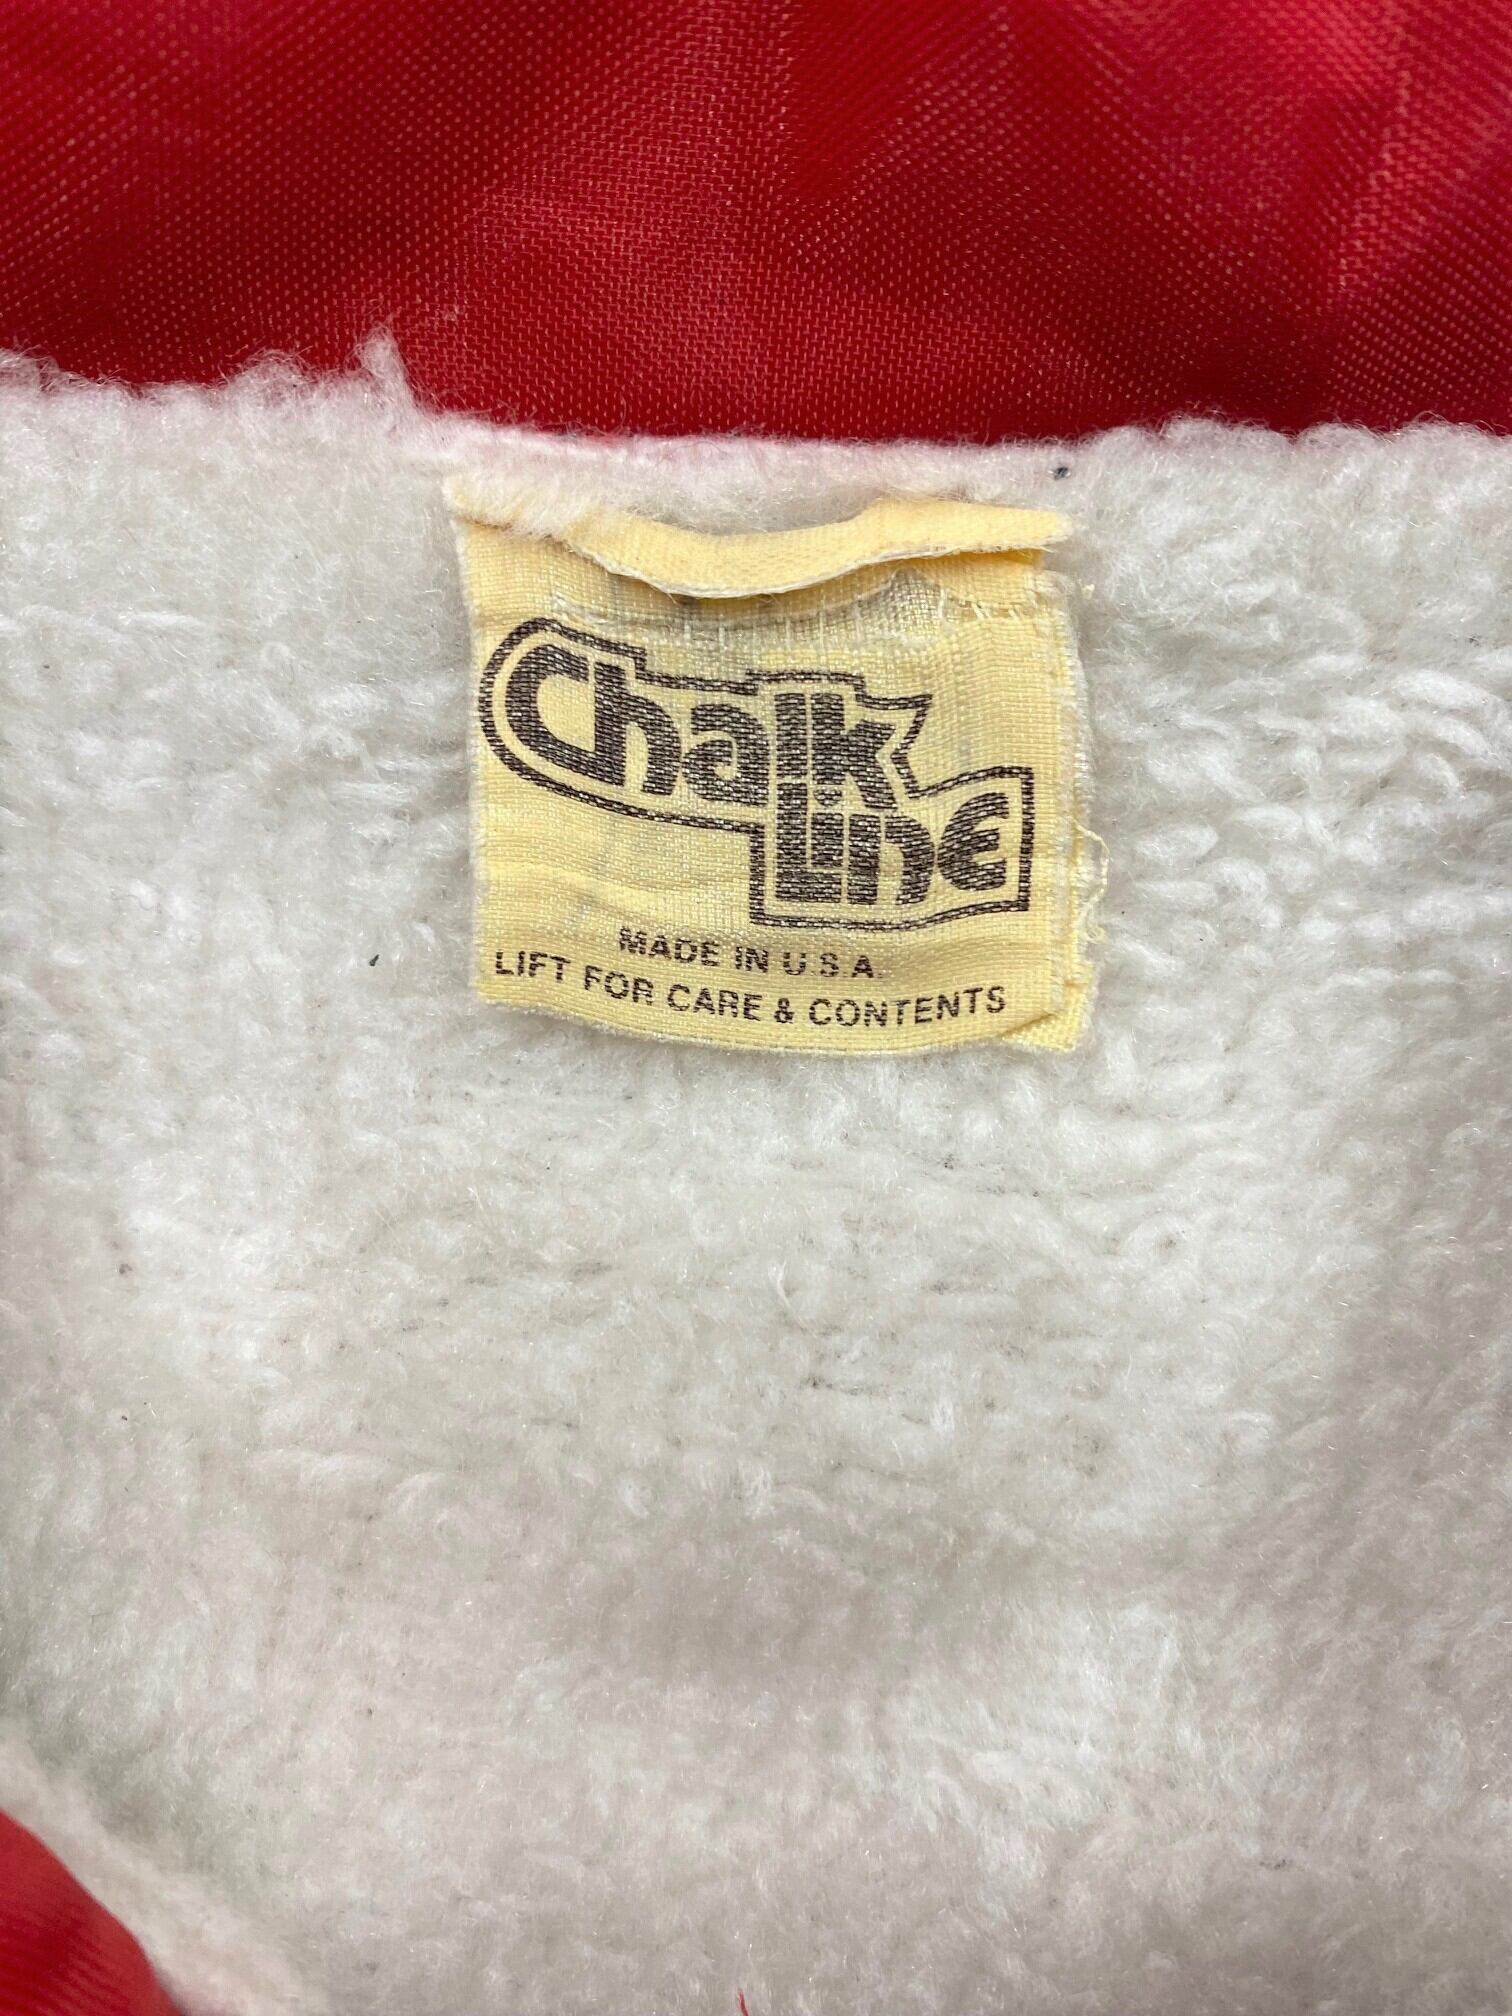 Chalk
Line
MADE IN U.S.A.
LIFT FOR CARE & CONTENTS